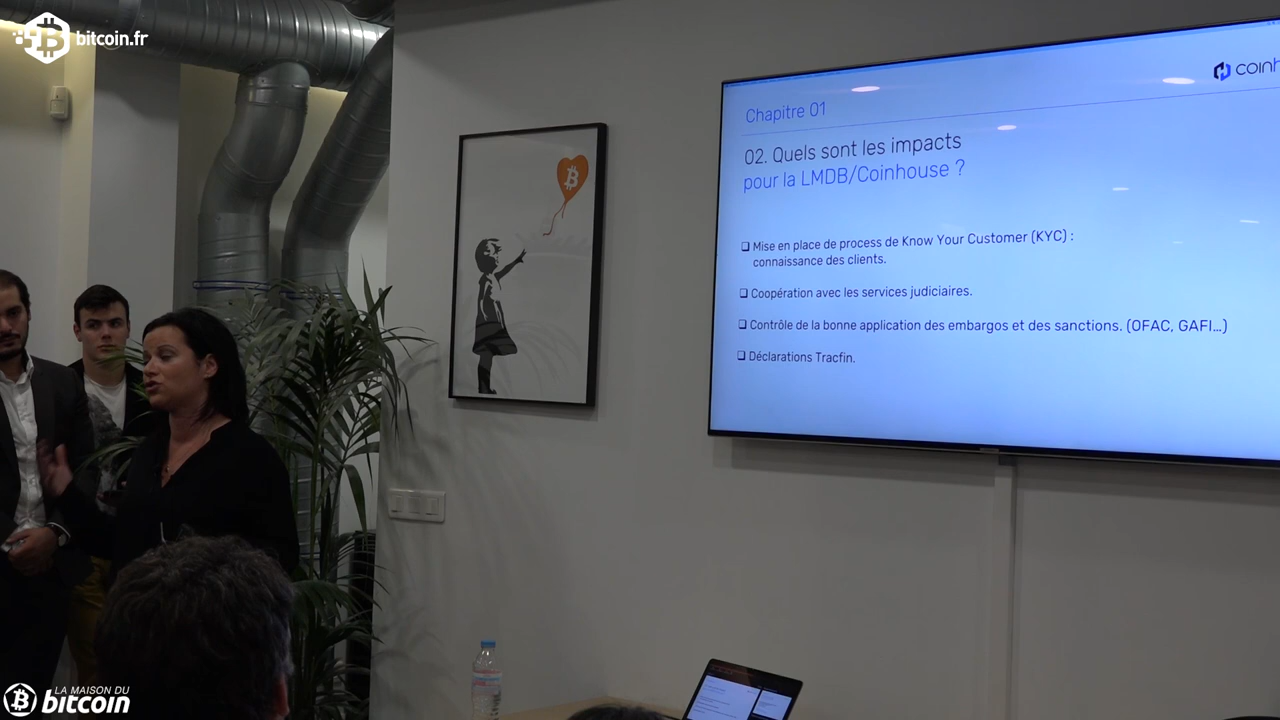 bitcoin.fr
coinh
Chapitre 01
02. Quels sont les impacts
pour la LMDB/Coinhouse ?
❑ Mise en place de process de Know Your Customer (KYC) :
connaissance des clients.
❑ Coopération avec les services judiciaires.
❑ Contrôle de la bonne application des embargos et des sanctions. (OFAC, GAFI...)
❑ Déclarations Tracfin.
LA MAISON DU
bitcoin